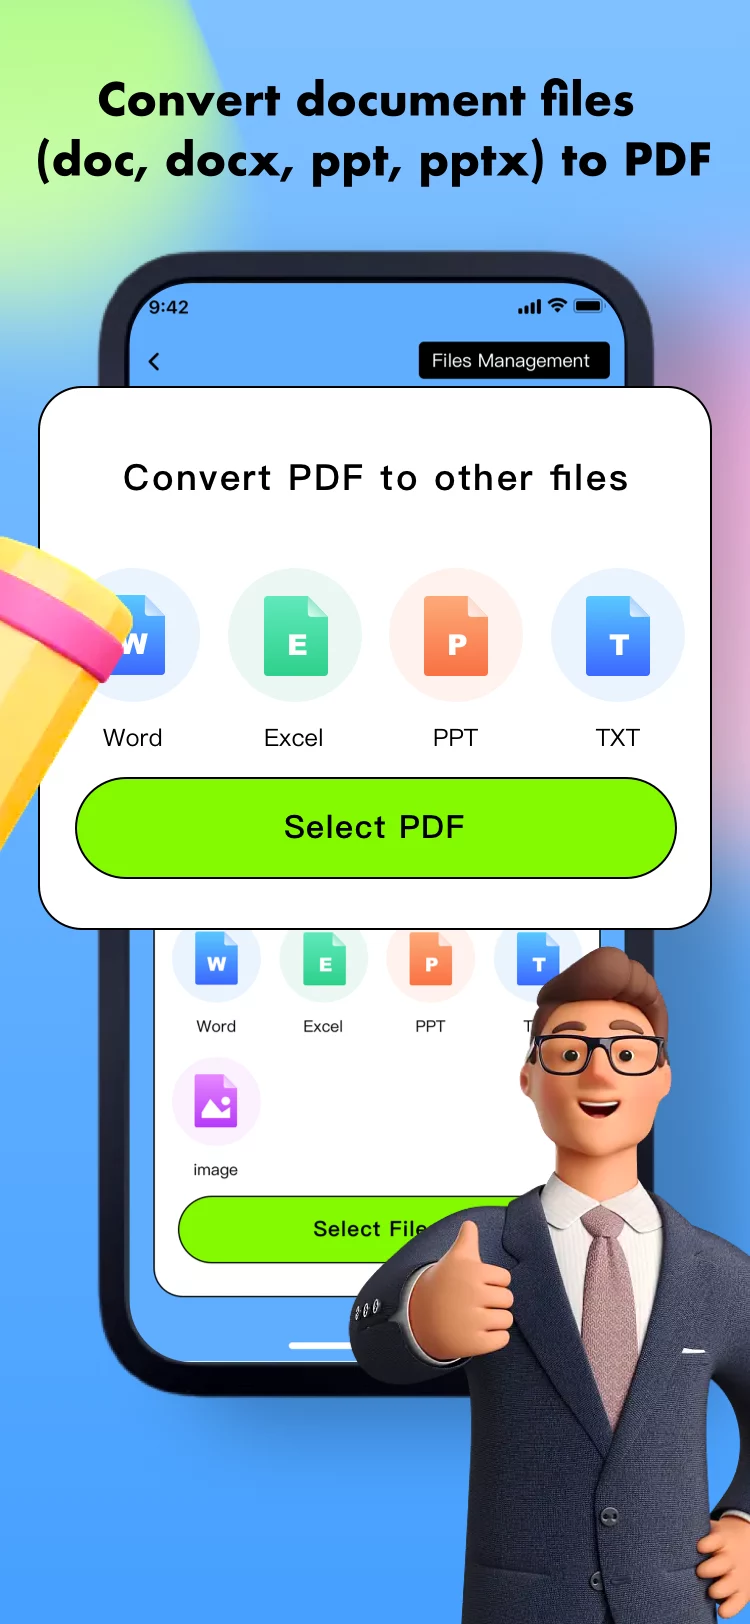 Convert document files
(doc, docx, ppt, pptx) to PDF
9:42
Files Management
Convert PDF to other files
W E P T
Word Excel PPT TXT
Select PDF
W E P T
Word Excel PPT
image
Select File